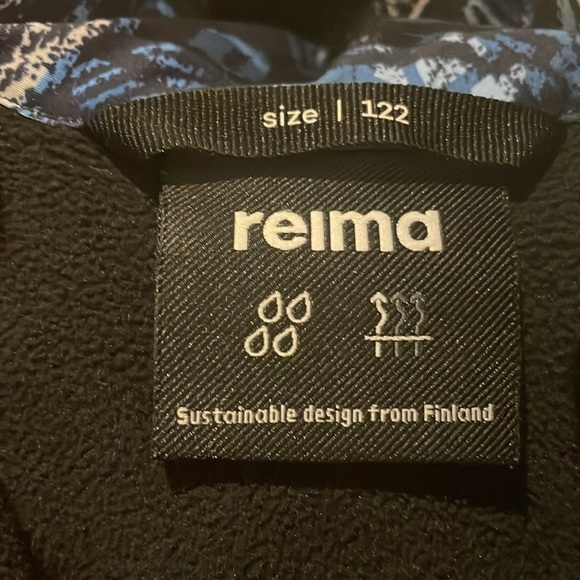 size | 122
reima
Sustainable design from Finland